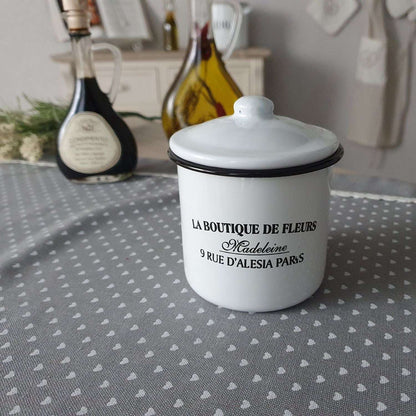 LA BOUTIQUE DE FLEURS
Madeleine
9 RUE D'ALESIA PARIS